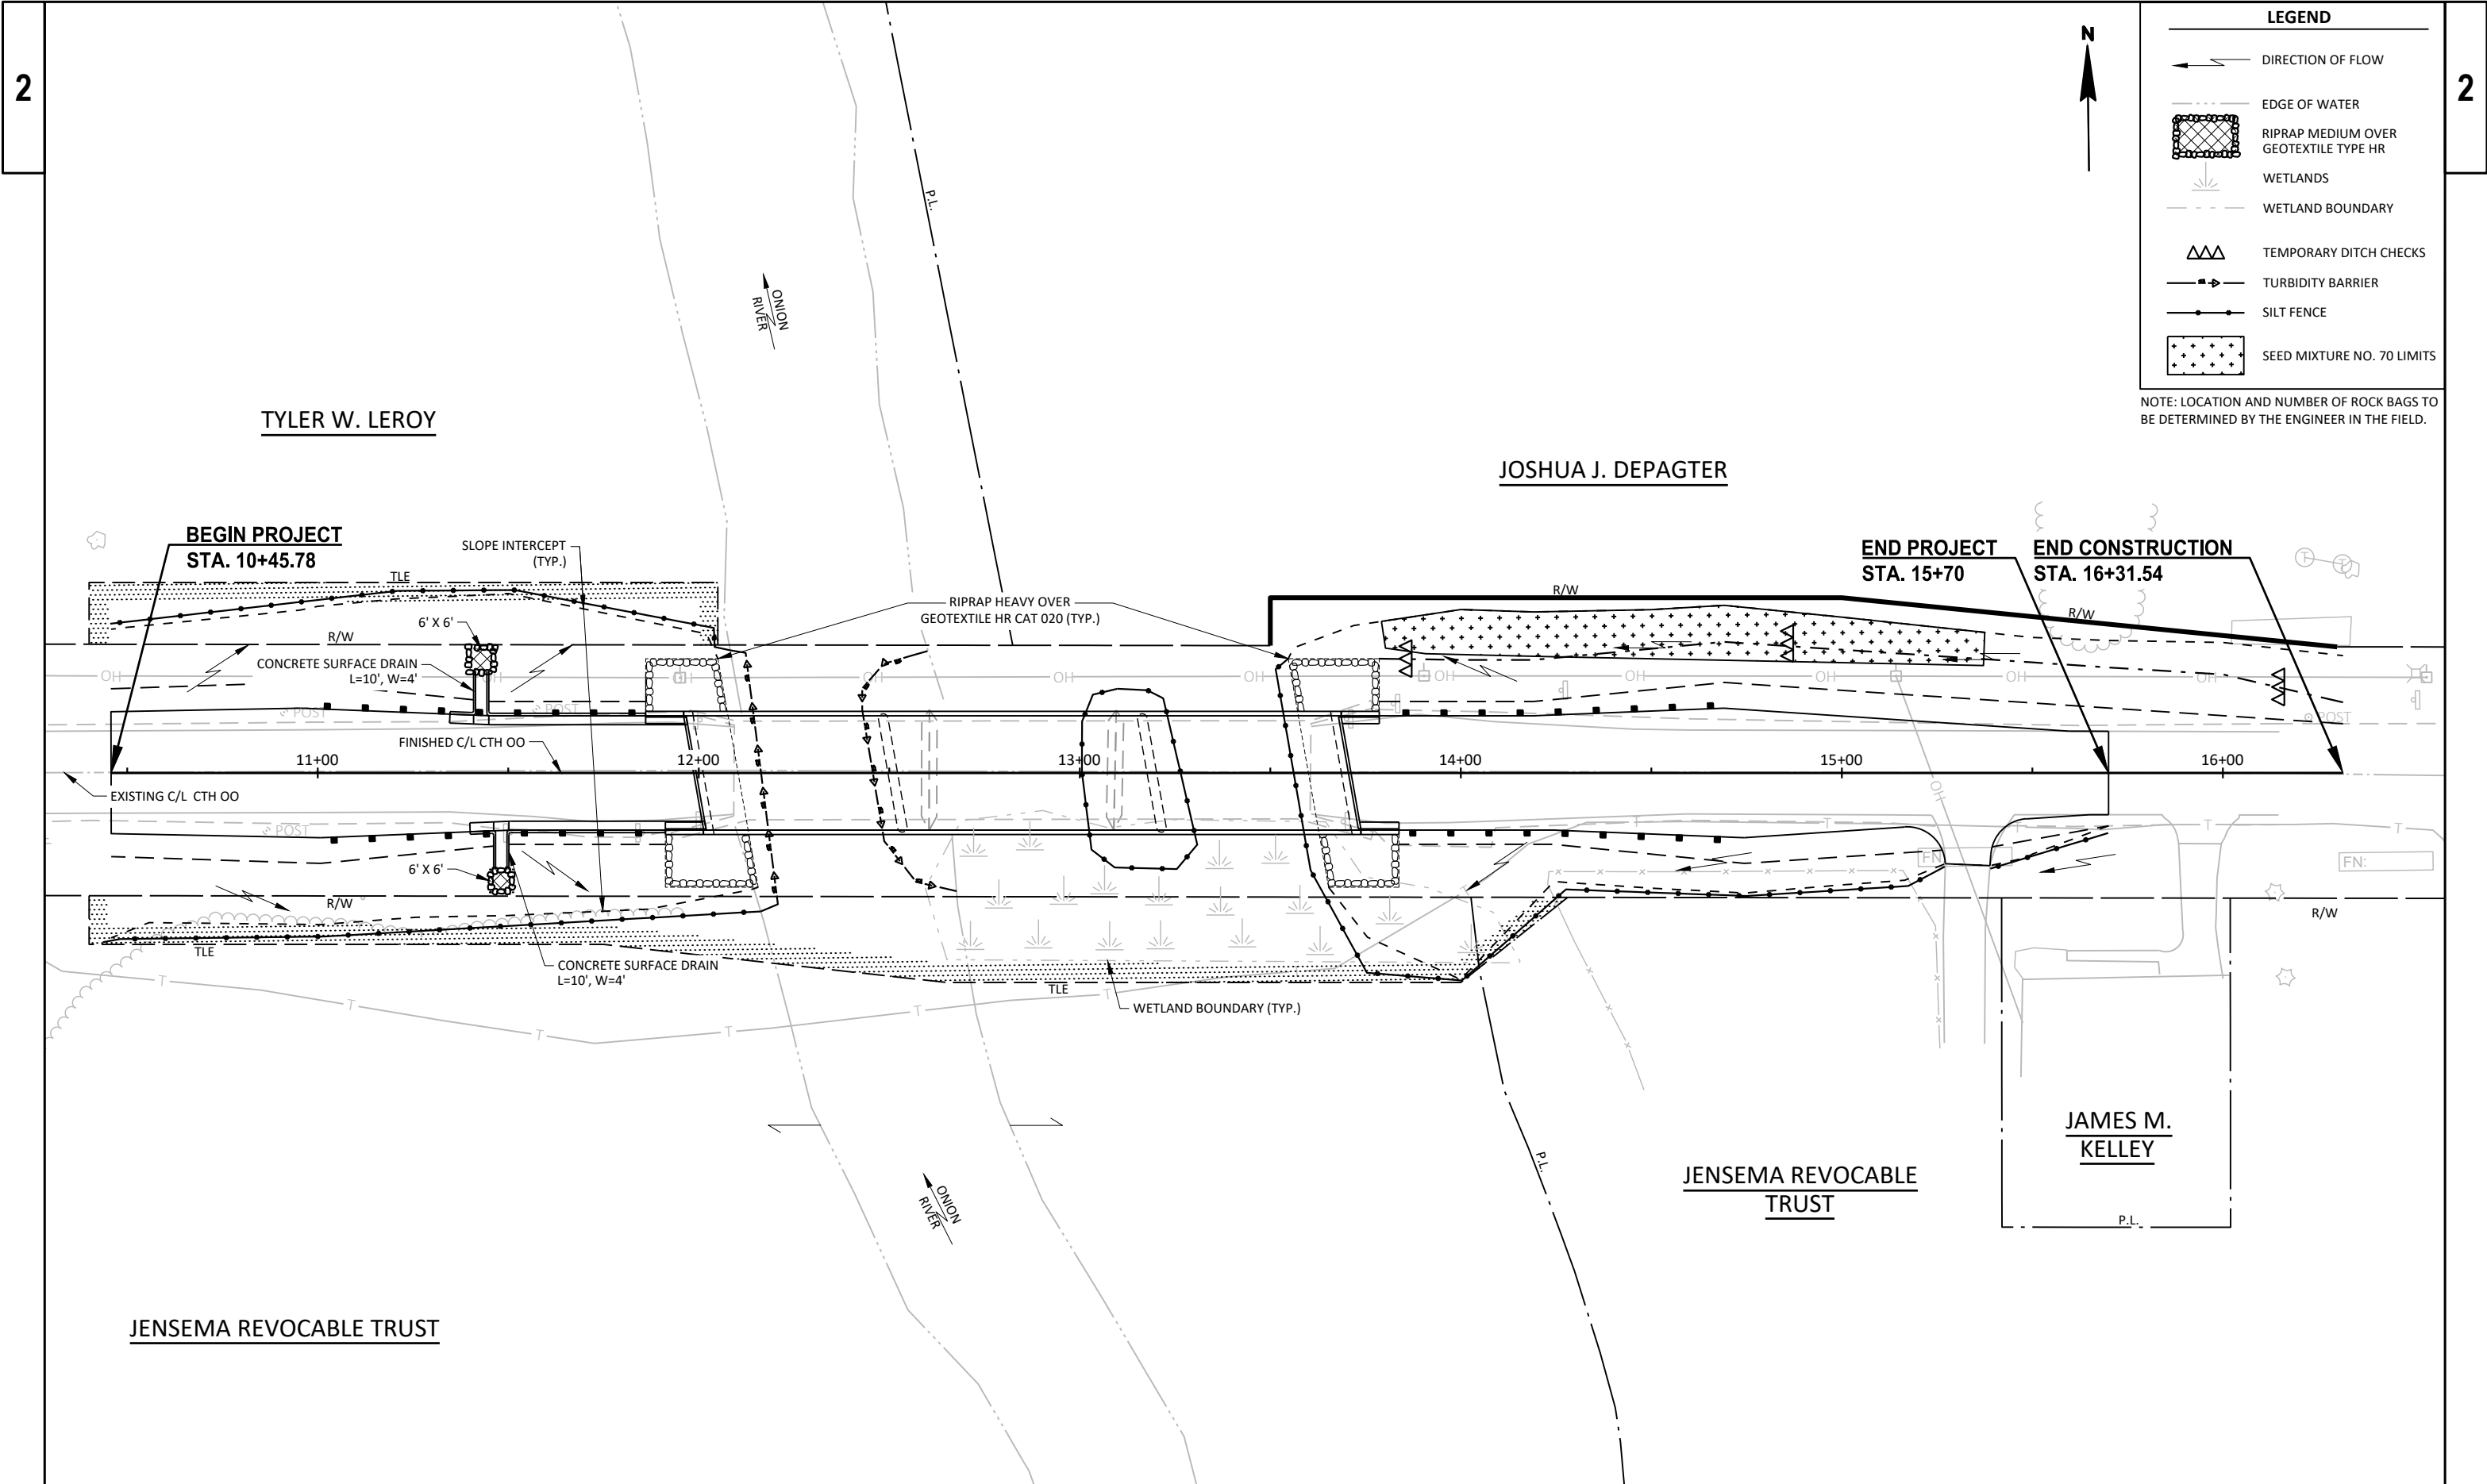 2
2
LEGEND
DIRECTION OF FLOW
EDGE OF WATER
RIPRAP MEDIUM OVER
GEOTEXTILE TYPE HR
WETLANDS
WETLAND BOUNDARY
TEMPORARY DITCH CHECKS
TURBIDITY BARRIER
SILT FENCE
SEED MIXTURE NO. 70 LIMITS
NOTE: LOCATION AND NUMBER OF ROCK BAGS TO
BE DETERMINED BY THE ENGINEER IN THE FIELD.
N
P.L.
ONION
RIVER
TYLER W. LEROY
JOSHUA J. DEPAGTER
BEGIN PROJECT
STA. 10+45.78
SLOPE INTERCEPT
(TYP.)
END PROJECT
STA. 15+70
END CONSTRUCTION
STA. 16+31.54
T
T
TLE
R/W
R/W
RIPRAP HEAVY OVER
GEOTEXTILE HR CAT 020 (TYP.)
6' X 6'
R/W
CONCRETE SURFACE DRAIN
L=10', W=4'
OH
OH
OH
OH
OH
OH
OH
OH
OH
OH
OH
POST
POST
POST
FINISHED C/L CTH OO
11+00
12+00
13+00
14+00
15+00
16+00
EXISTING C/L CTH OO
OH
POST
T
T
T
T
T
T
FN:
FN:
6' X 6'
R/W
R/W
TLE
CONCRETE SURFACE DRAIN
L=10', W=4'
TLE
WETLAND BOUNDARY (TYP.)
T
T
T
T
T
T
T
T
P.L.
ONION
RIVER
JAMES M.
KELLEY
JENSEMA REVOCABLE
TRUST
P.L.
JENSEMA REVOCABLE TRUST